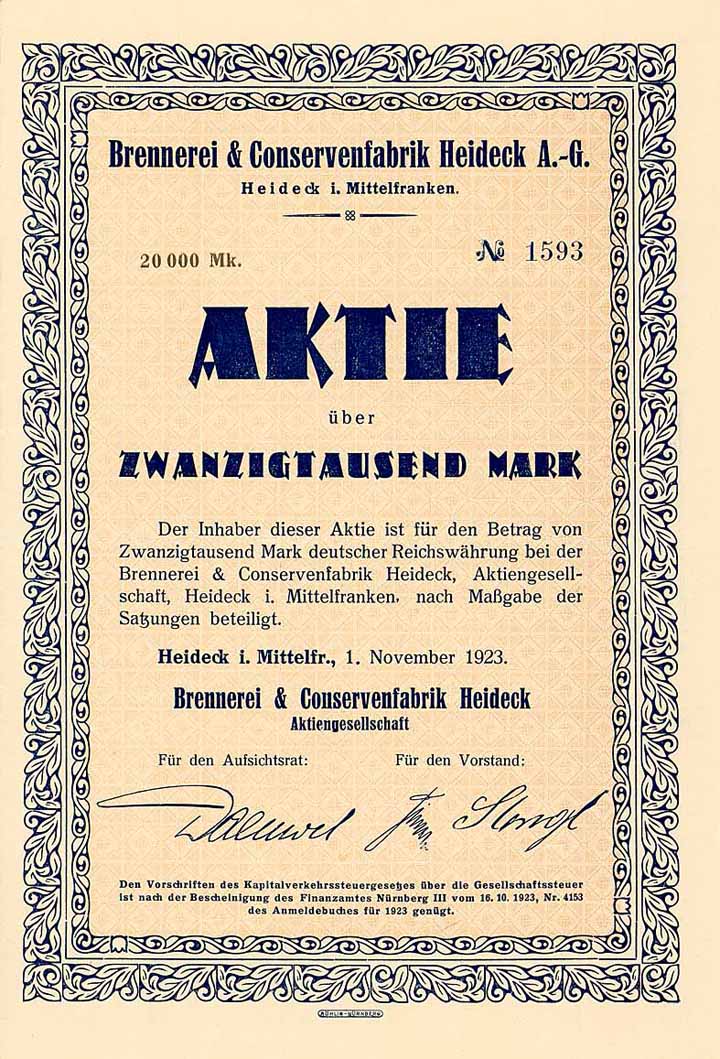 Brennerei & Conservenfabrik Heideck A.-G.
Heideck i. Mittelfranken.
20 000 Mk.
№ 1593
AKTIE
über
ZWANZIGTAUSEND MARK
Der Inhaber dieser Aktie ist für den Betrag von
Zwanzigtausend Mark deutscher Reichswährung bei der
Brennerei & Conservenfabrik Heideck, Aktiengesell-
schaft, Heideck i. Mittelfranken, nach Maßgabe der
Satzungen beteiligt.
Heideck i. Mittelfr., 1. November 1923.
Brennerei & Conservenfabrik Heideck
Aktiengesellschaft
Für den Aufsichtsrat: Für den Vorstand:
Den Vorschriften des Kapitalverkehrssteuergesetzes über die Gesellschaftssteuer
ist nach der Bescheinigung des Finanzamtes Nürnberg III vom 16. 10. 1923, Nr. 4153
des Anmeldebuches für 1923 genügt.